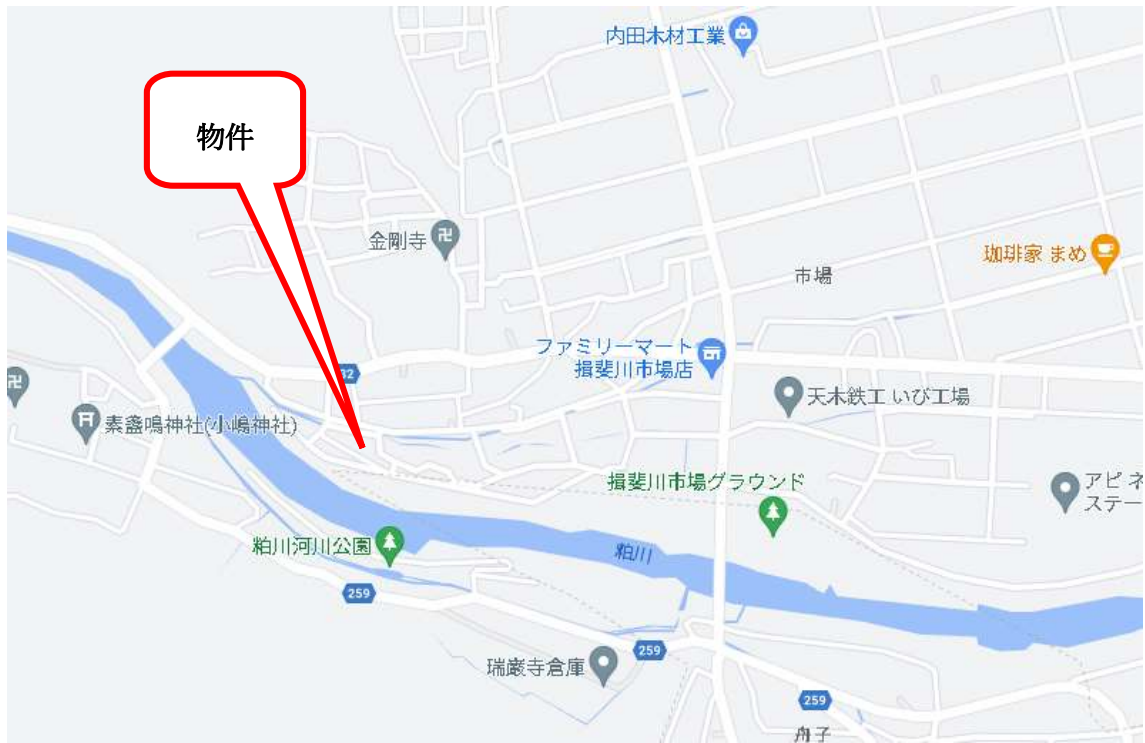 内田木材工業
物件
金剛寺
珈琲家 まめ
市場
ファミリーマート
揖斐川市場店
32
天木鉄工 いび工場
素盞鳴神社(小嶋神社)
揖斐川市場グラウンド
アピ ネ
ステー
粕川河川公園
粕川
259
259
瑞巌寺倉庫
259
舟子